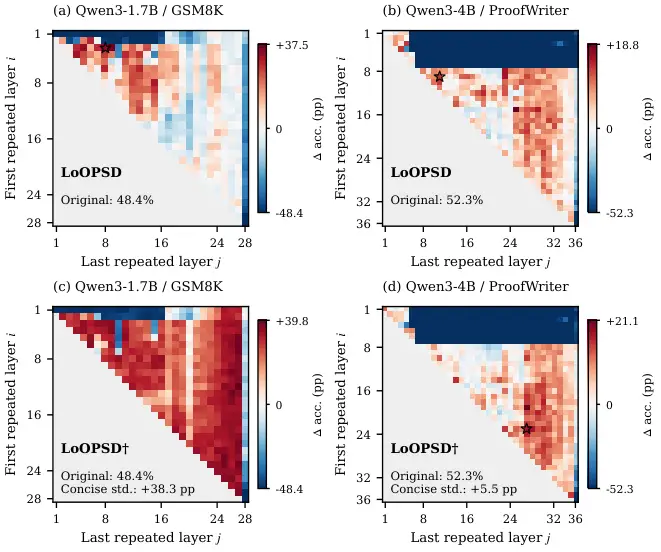 (a) Qwen3-1.7B / GSM8K
First repeated layer i
1
8
16
24
28
LoOPSD
Original: 48.4%
1
8
16
24
28
Last repeated layer j
+37.5
0
-48.4
Δ acc. (pp)
(b) Qwen3-4B / ProofWriter
First repeated layer i
1
8
16
24
32
36
LoOPSD
Original: 52.3%
1
8
16
24
32
36
Last repeated layer j
+18.8
0
-52.3
Δ acc. (pp)
(c) Qwen3-1.7B / GSM8K
First repeated layer i
1
8
16
24
28
LoOPSD†
Original: 48.4%
Concise std.: +38.3 pp
1
8
16
24
28
Last repeated layer j
+39.8
0
-48.4
Δ acc. (pp)
(d) Qwen3-4B / ProofWriter
First repeated layer i
1
8
16
24
32
36
LoOPSD†
Original: 52.3%
Concise std.: +5.5 pp
1
8
16
24
32
36
Last repeated layer j
+21.1
0
-52.3
Δ acc. (pp)